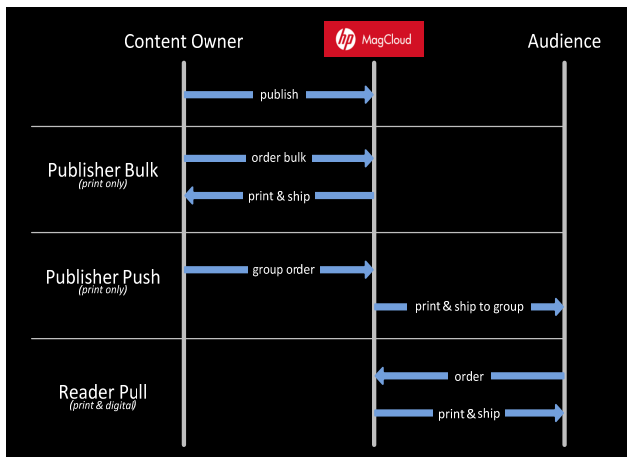 Content Owner
hp MagCloud
Audience
publish
Publisher Bulk
(print only)
order bulk
print & ship
Publisher Push
(print only)
group order
print & ship to group
Reader Pull
(print & digital)
order
print & ship